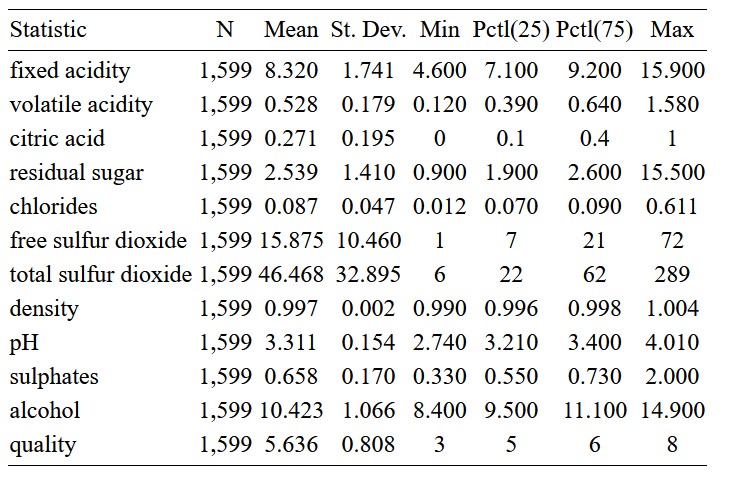 Statistic N Mean St. Dev. Min Pctl(25) Pctl(75) Max
fixed acidity 1,599 8.320 1.741 4.600 7.100 9.200 15.900
volatile acidity 1,599 0.528 0.179 0.120 0.390 0.640 1.580
citric acid 1,599 0.271 0.195 0 0.1 0.4 1
residual sugar 1,599 2.539 1.410 0.900 1.900 2.600 15.500
chlorides 1,599 0.087 0.047 0.012 0.070 0.090 0.611
free sulfur dioxide 1,599 15.875 10.460 1 7 21 72
total sulfur dioxide 1,599 46.468 32.895 6 22 62 289
density 1,599 0.997 0.002 0.990 0.996 0.998 1.004
pH 1,599 3.311 0.154 2.740 3.210 3.400 4.010
sulphates 1,599 0.658 0.170 0.330 0.550 0.730 2.000
alcohol 1,599 10.423 1.066 8.400 9.500 11.100 14.900
quality 1,599 5.636 0.808 3 5 6 8